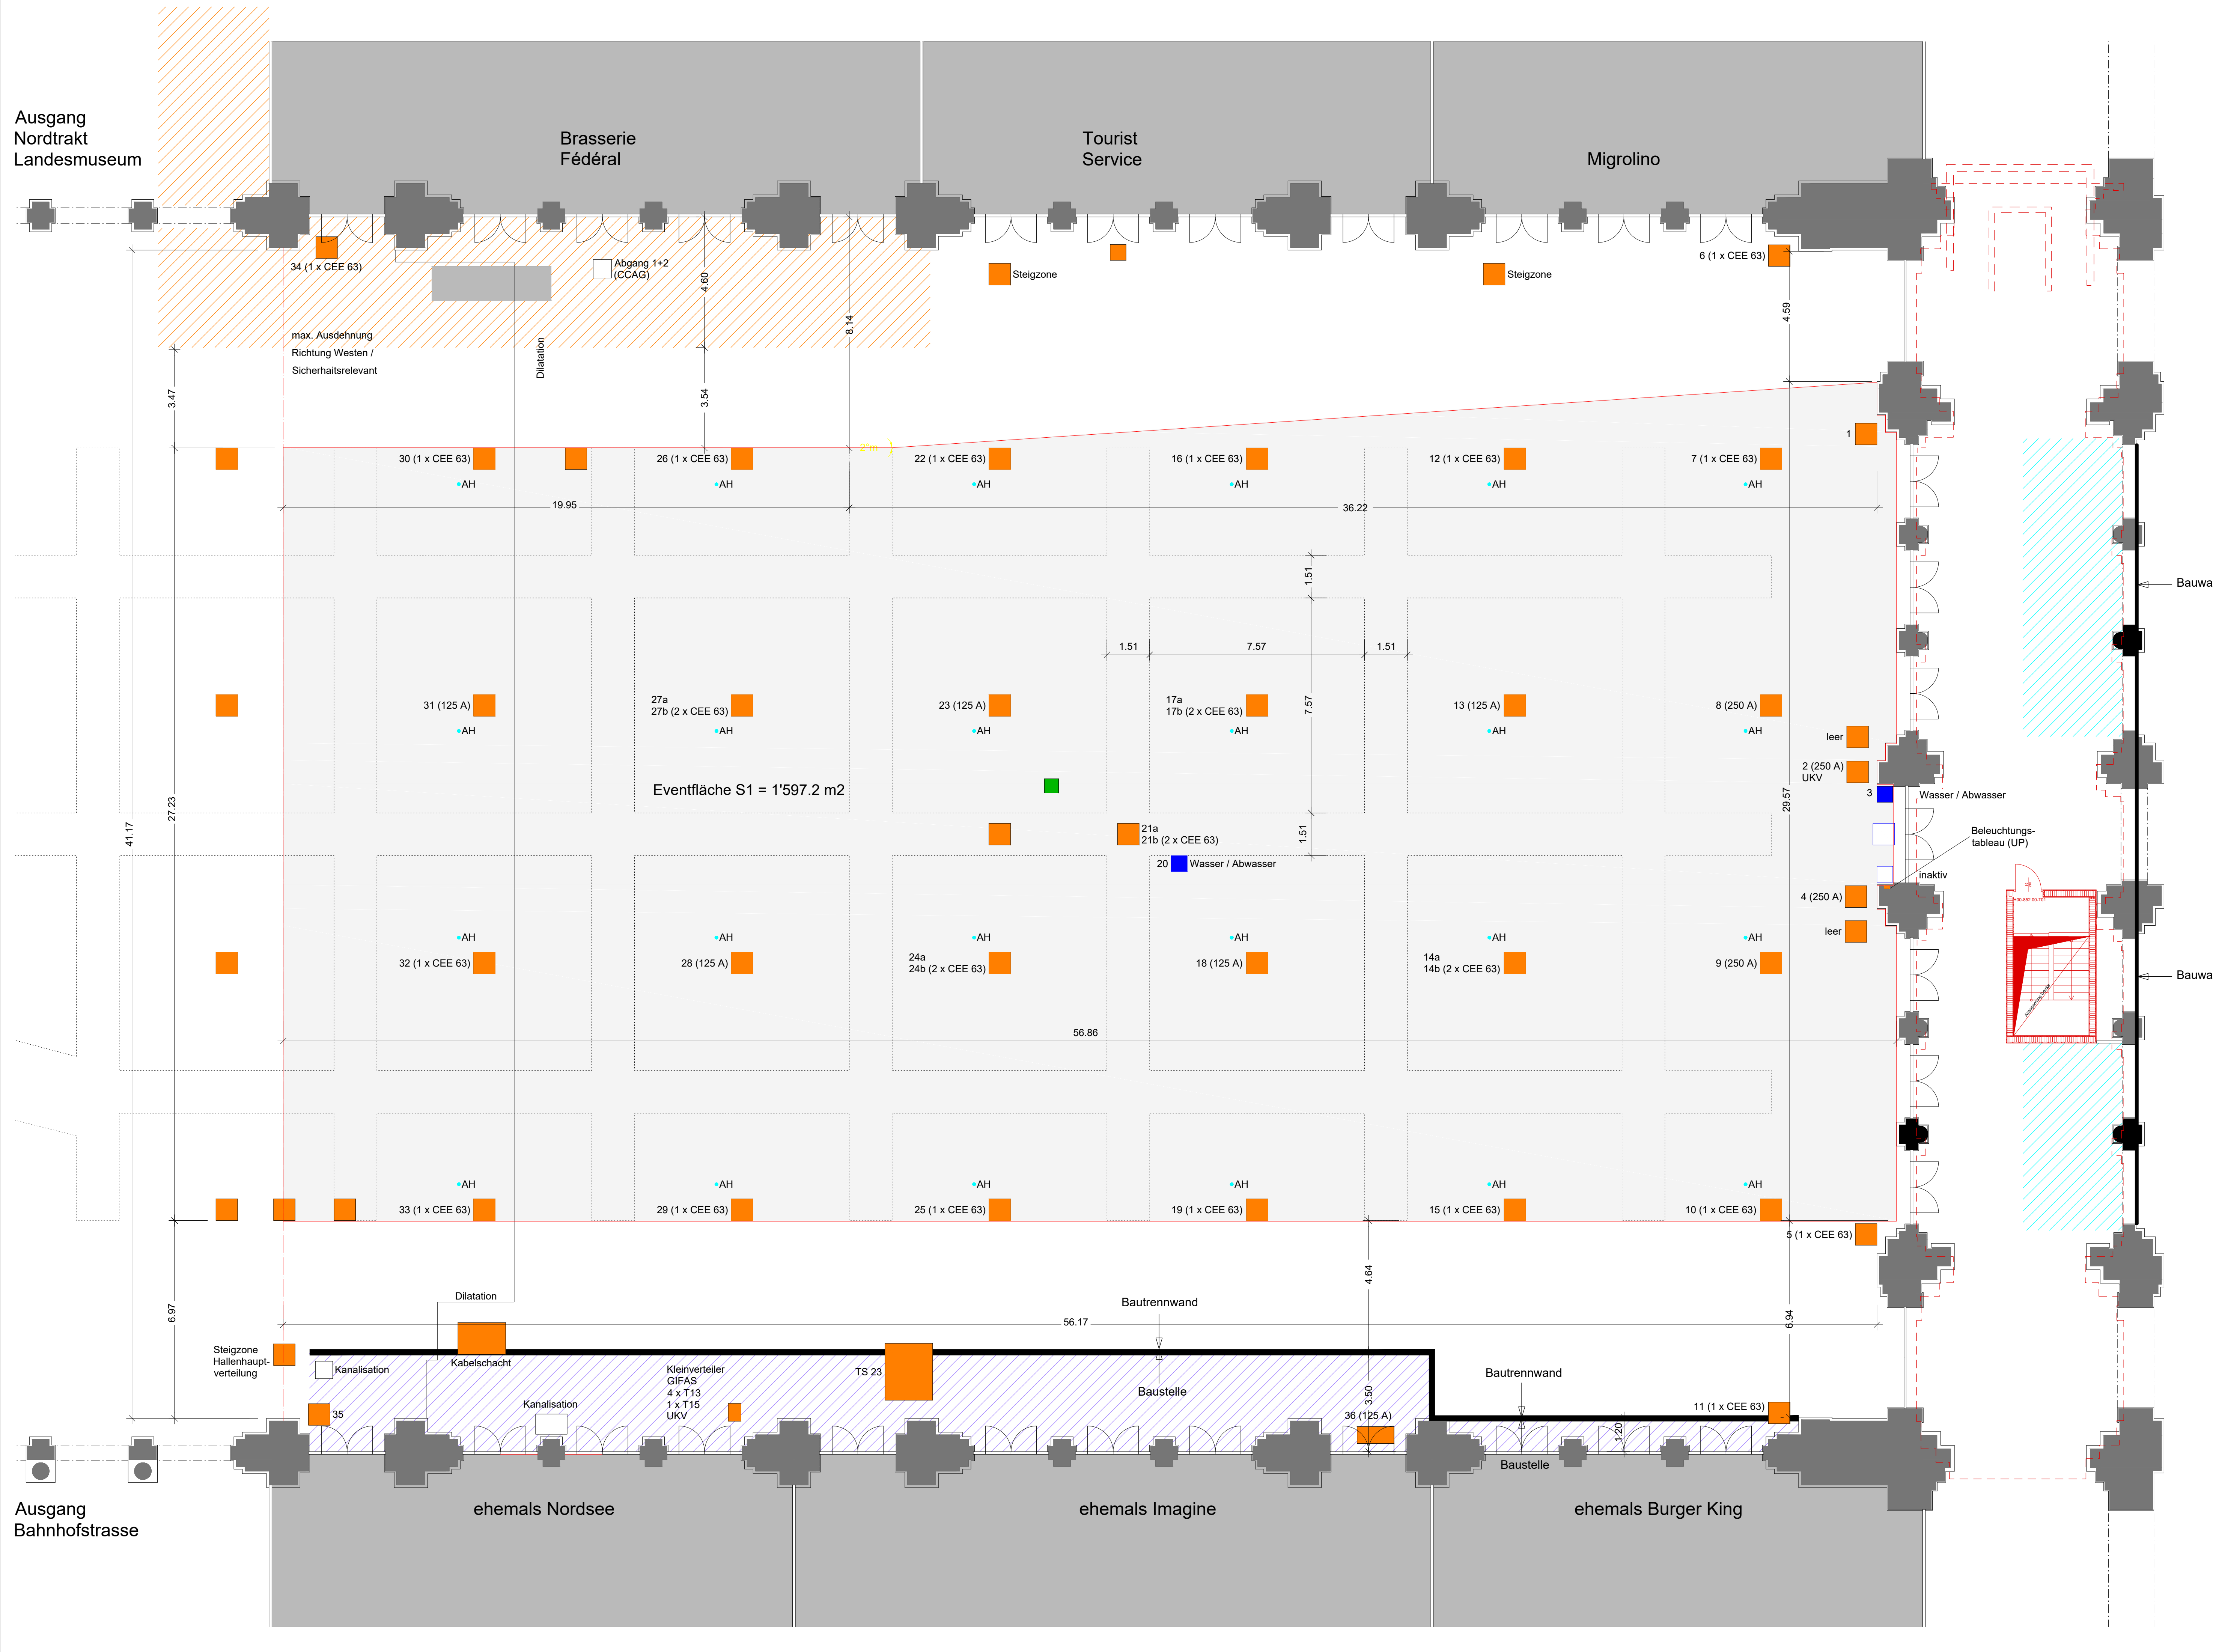 Ausgang
Nordtrakt
Landesmuseum
Brasserie
Fédéral
Tourist
Service
Migrolino
34 (1 x CEE 63)
Abgang 1+2
(CCAG)
Steigzone
Steigzone
6 (1 x CEE 63)
4.60
8.14
4.59
max. Ausdehnung
Richtung Westen /
Sicherhaitsrelevant
Dilatation
3.47
3.54
1
30 (1 x CEE 63)
26 (1 x CEE 63)
22 (1 x CEE 63)
16 (1 x CEE 63)
12 (1 x CEE 63)
7 (1 x CEE 63)
AH
AH
AH
AH
AH
AH
19.95
36.22
1.51
Bauwa
1.51
7.57
1.51
7.57
31 (125 A)
27a
27b (2 x CEE 63)
23 (125 A)
17a
17b (2 x CEE 63)
13 (125 A)
8 (250 A)
AH
AH
AH
AH
AH
AH
leer
2 (250 A)
UKV
3
Wasser / Abwasser
Eventfläche S1 = 1'597.2 m2
27.23
41.17
29.57
21a
21b (2 x CEE 63)
1.51
20
Wasser / Abwasser
Beleuchtungs-
tableau (UP)
inaktiv
4 (250 A)
leer
AH
AH
AH
AH
AH
AH
32 (1 x CEE 63)
28 (125 A)
24a
24b (2 x CEE 63)
18 (125 A)
14a
14b (2 x CEE 63)
9 (250 A)
Bauwa
56.86
AH
AH
AH
AH
AH
AH
33 (1 x CEE 63)
29 (1 x CEE 63)
25 (1 x CEE 63)
19 (1 x CEE 63)
15 (1 x CEE 63)
10 (1 x CEE 63)
5 (1 x CEE 63)
4.64
6.97
6.94
Dilatation
Bautrennwand
56.17
Steigzone
Hallenhaupt-
verteilung
Kabelschacht
Kanalisation
Kleinverteiler
GIFAS
4 x T13
1 x T15
UKV
TS 23
Baustelle
Bautrennwand
3.50
35
Kanalisation
36 (125 A)
11 (1 x CEE 63)
1.20
Baustelle
Ausgang
Bahnhofstrasse
ehemals Nordsee
ehemals Imagine
ehemals Burger King